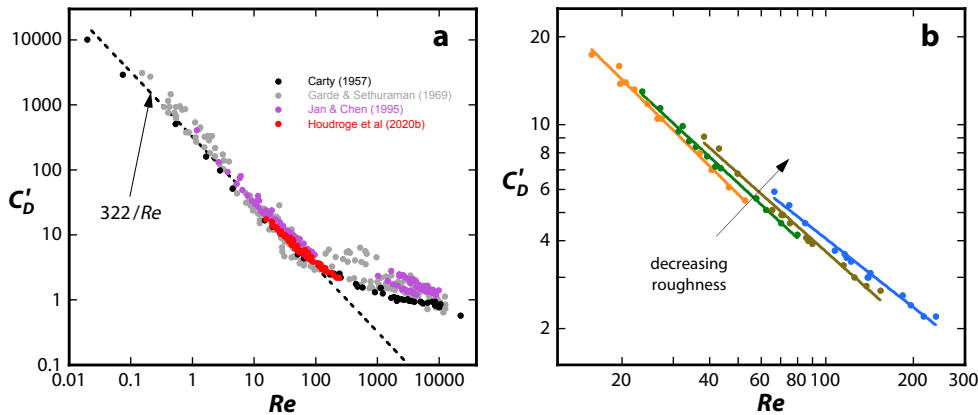 a
10000
1000
100
10
1
0.1
C'D
322/Re
Carty (1957)
Garde & Sethuraman (1969)
Jan & Chen (1995)
Houdroge et al (2020b)
0.01 0.1 1 10 100 1000 10000
Re
b
20
10
8
6
4
2
C'D
decreasing
roughness
20 40 60 80 100 200 300
Re